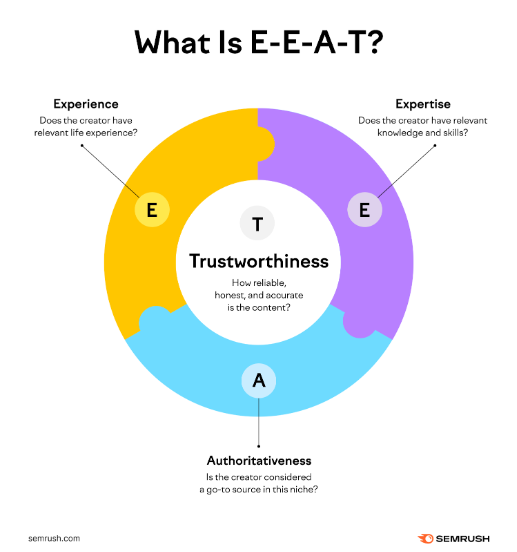 What Is E-E-A-T?
Experience
Does the creator have
relevant life experience?
Expertise
Does the creator have relevant
knowledge and skills?
E
E
T
Trustworthiness
How reliable,
honest, and accurate
is the content?
A
Authoritativeness
Is the creator considered
a go-to source in this niche?
semrush.com
SEMRUSH